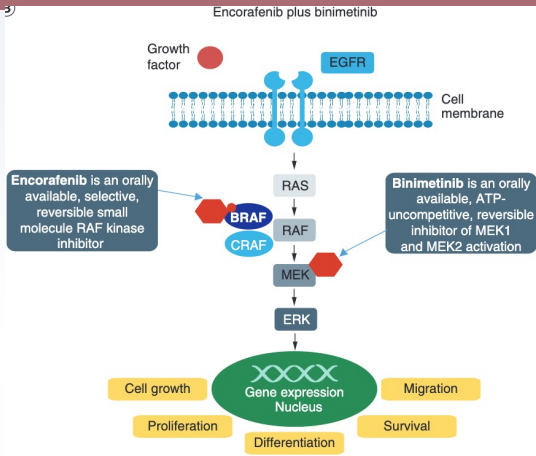 Encorafenib plus binimetinib
Growth
factor
EGFR
Cell
membrane
Encorafenib is an orally
available, selective,
reversible small
molecule RAF kinase
inhibitor
RAS
BRAF
RAF
CRAF
MEK
ERK
Binimetinib is an orally
available, ATP-
uncompetitive, reversible
inhibitor of MEK1
and MEK2 activation
Gene expression
Nucleus
Cell growth
Migration
Proliferation
Survival
Differentiation